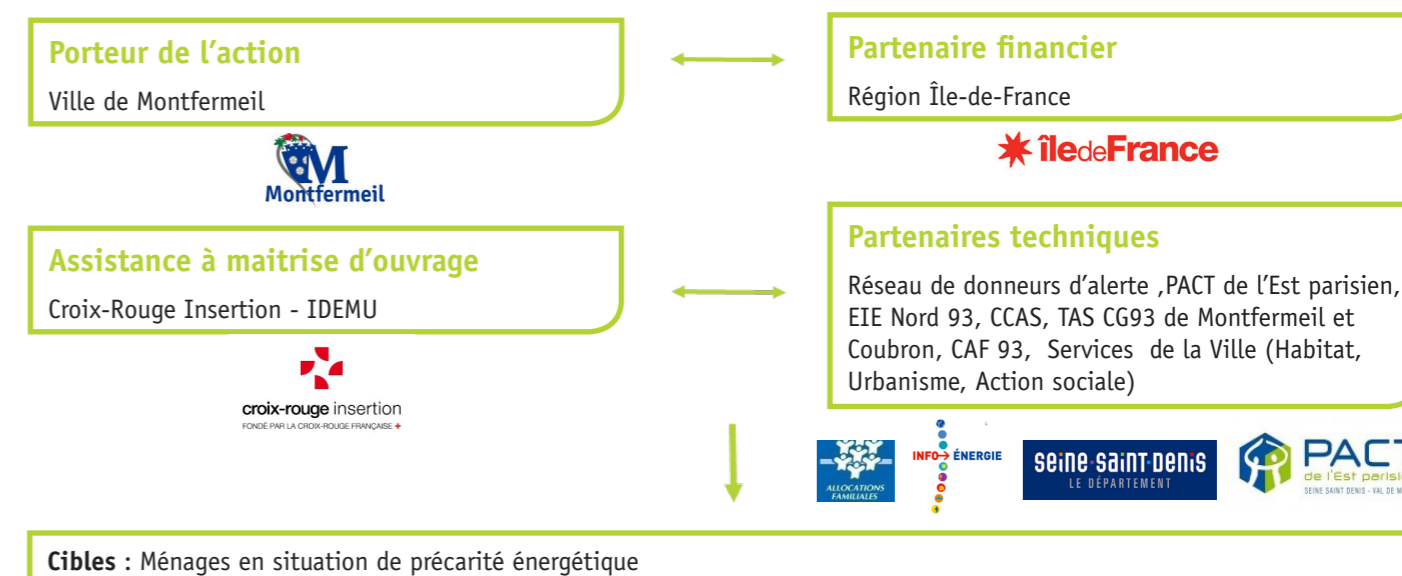 Porteur de l'action
Ville de Montfermeil
Montfermeil
Partenaire financier
Région Île-de-France
îledeFrance
Assistance à maitrise d'ouvrage
Croix-Rouge Insertion - IDEMU
croix-rouge insertion
FONDÉ PAR LA CROIX-ROUGE FRANÇAISE
Partenaires techniques
Réseau de donneurs d'alerte ,PACT de l'Est parisien,
EIE Nord 93, CCAS, TAS CG93 de Montfermeil et
Coubron, CAF 93, Services de la Ville (Habitat,
Urbanisme, Action sociale)
ALLOCATIONS
FAMILIALES
INFO→ ÉNERGIE
seine-saint-denis
LE DÉPARTEMENT
PACT
de l'Est
SEINE SAINT DENIS - VAL DE
Cibles : Ménages en situation de précarité énergétique